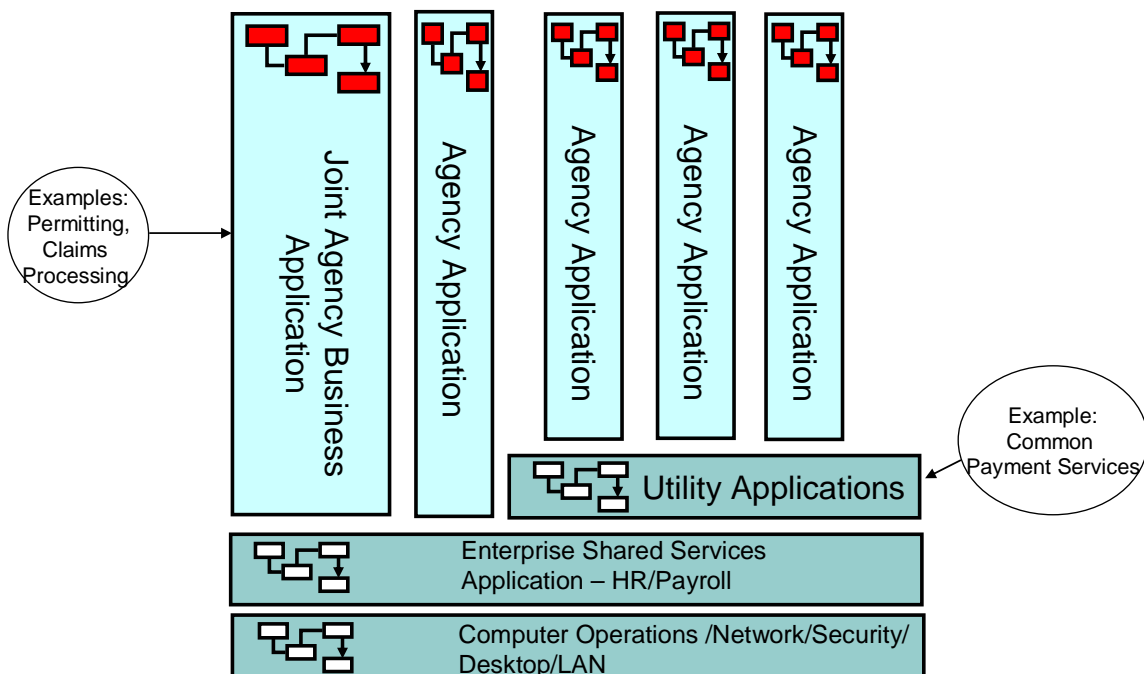 Examples:
Permitting,
Claims
Processing
Joint Agency Business
Application
Agency Application
Agency Application
Agency Application
Agency Application
Example:
Common
Payment Services
Utility Applications
Enterprise Shared Services
Application – HR/Payroll
Computer Operations /Network/Security/
Desktop/LAN